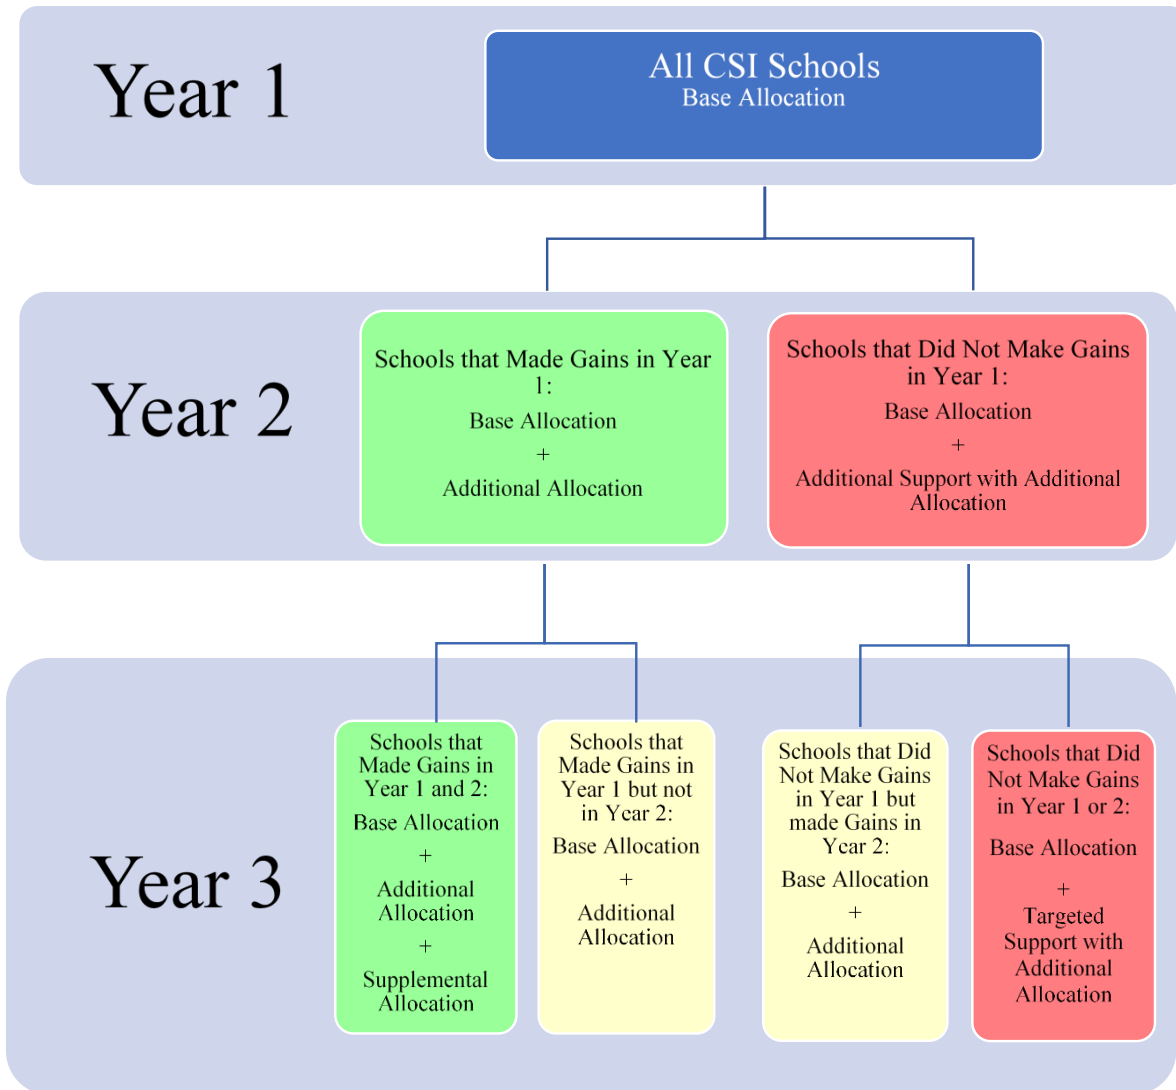 Year 1
All CSI Schools
Base Allocation
Year 2
Schools that Made Gains in Year
1:
Base Allocation
+
Additional Allocation
Schools that Did Not Make Gains
in Year 1:
Base Allocation
+
Additional Support with Additional
Allocation
Year 3
Schools that
Made Gains in
Year 1 and 2:
Base Allocation
+
Additional
Allocation
+
Supplemental
Allocation
Schools that
Made Gains in
Year 1 but not
in Year 2:
Base Allocation
+
Additional
Allocation
Schools that Did
Not Make Gains
in Year 1 but
made Gains in
Year 2:
Base Allocation
+
Additional
Allocation
Schools that Did
Not Make Gains
in Year 1 or 2:
Base Allocation
+
Targeted
Support with
Additional
Allocation